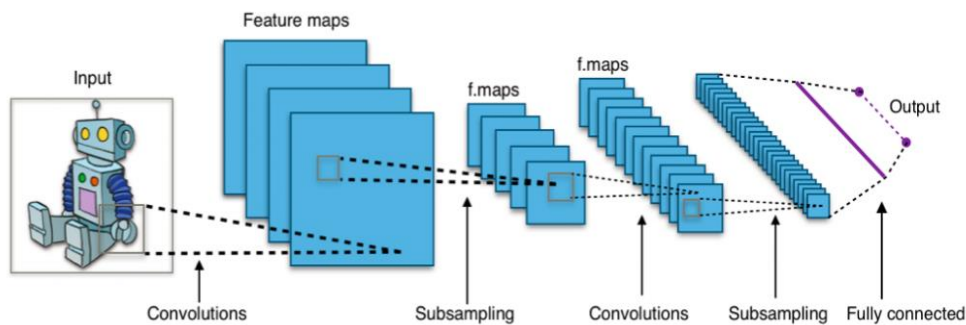 Feature maps
Input
f.maps
f.maps
Output
Convolutions
Subsampling
Convolutions
Subsampling
Fully connected